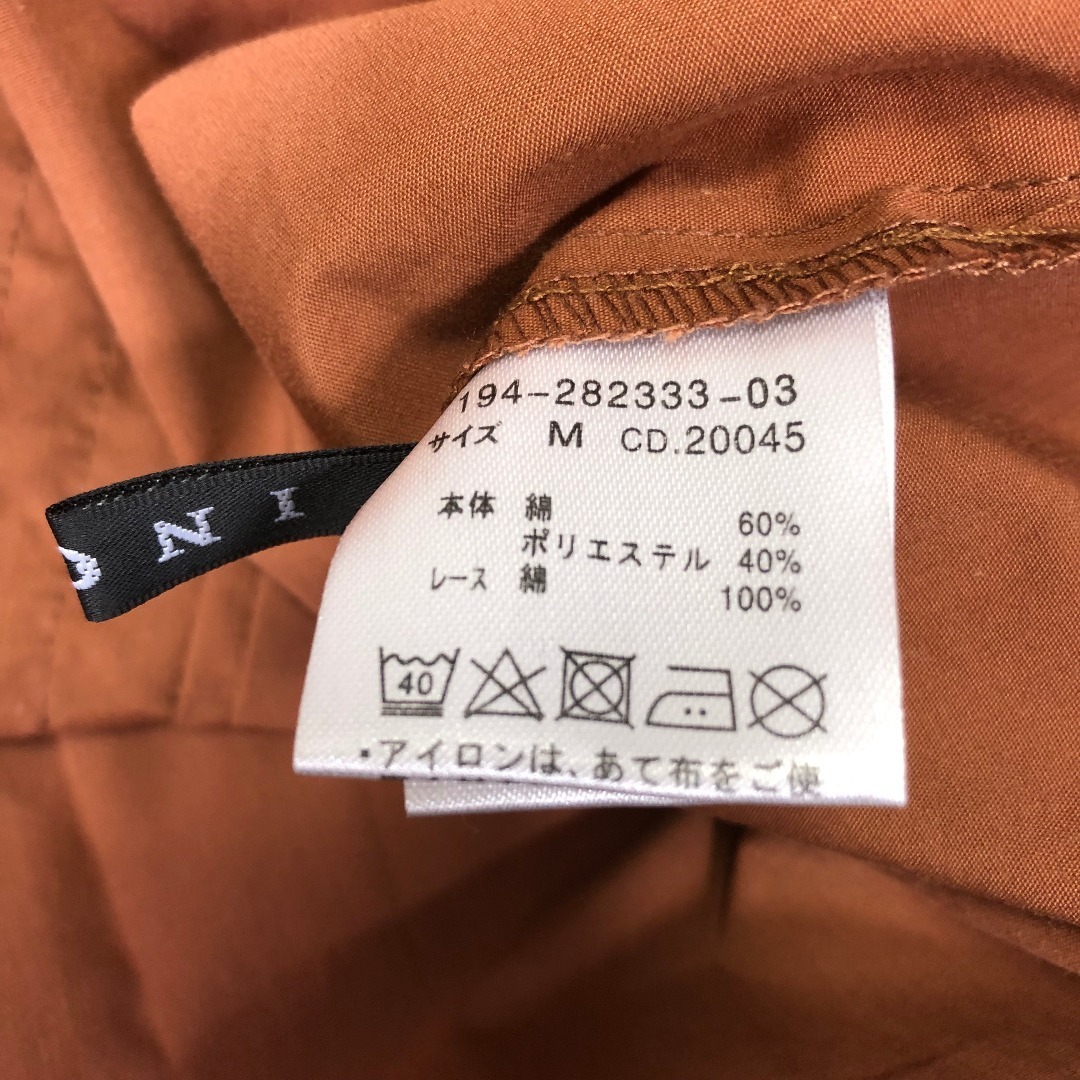 194-282333-03
サイズ M CD.20045
本体 綿 60%
ポリエステル 40%
レース 綿 100%
40
・アイロンは、あて布をご使
N I